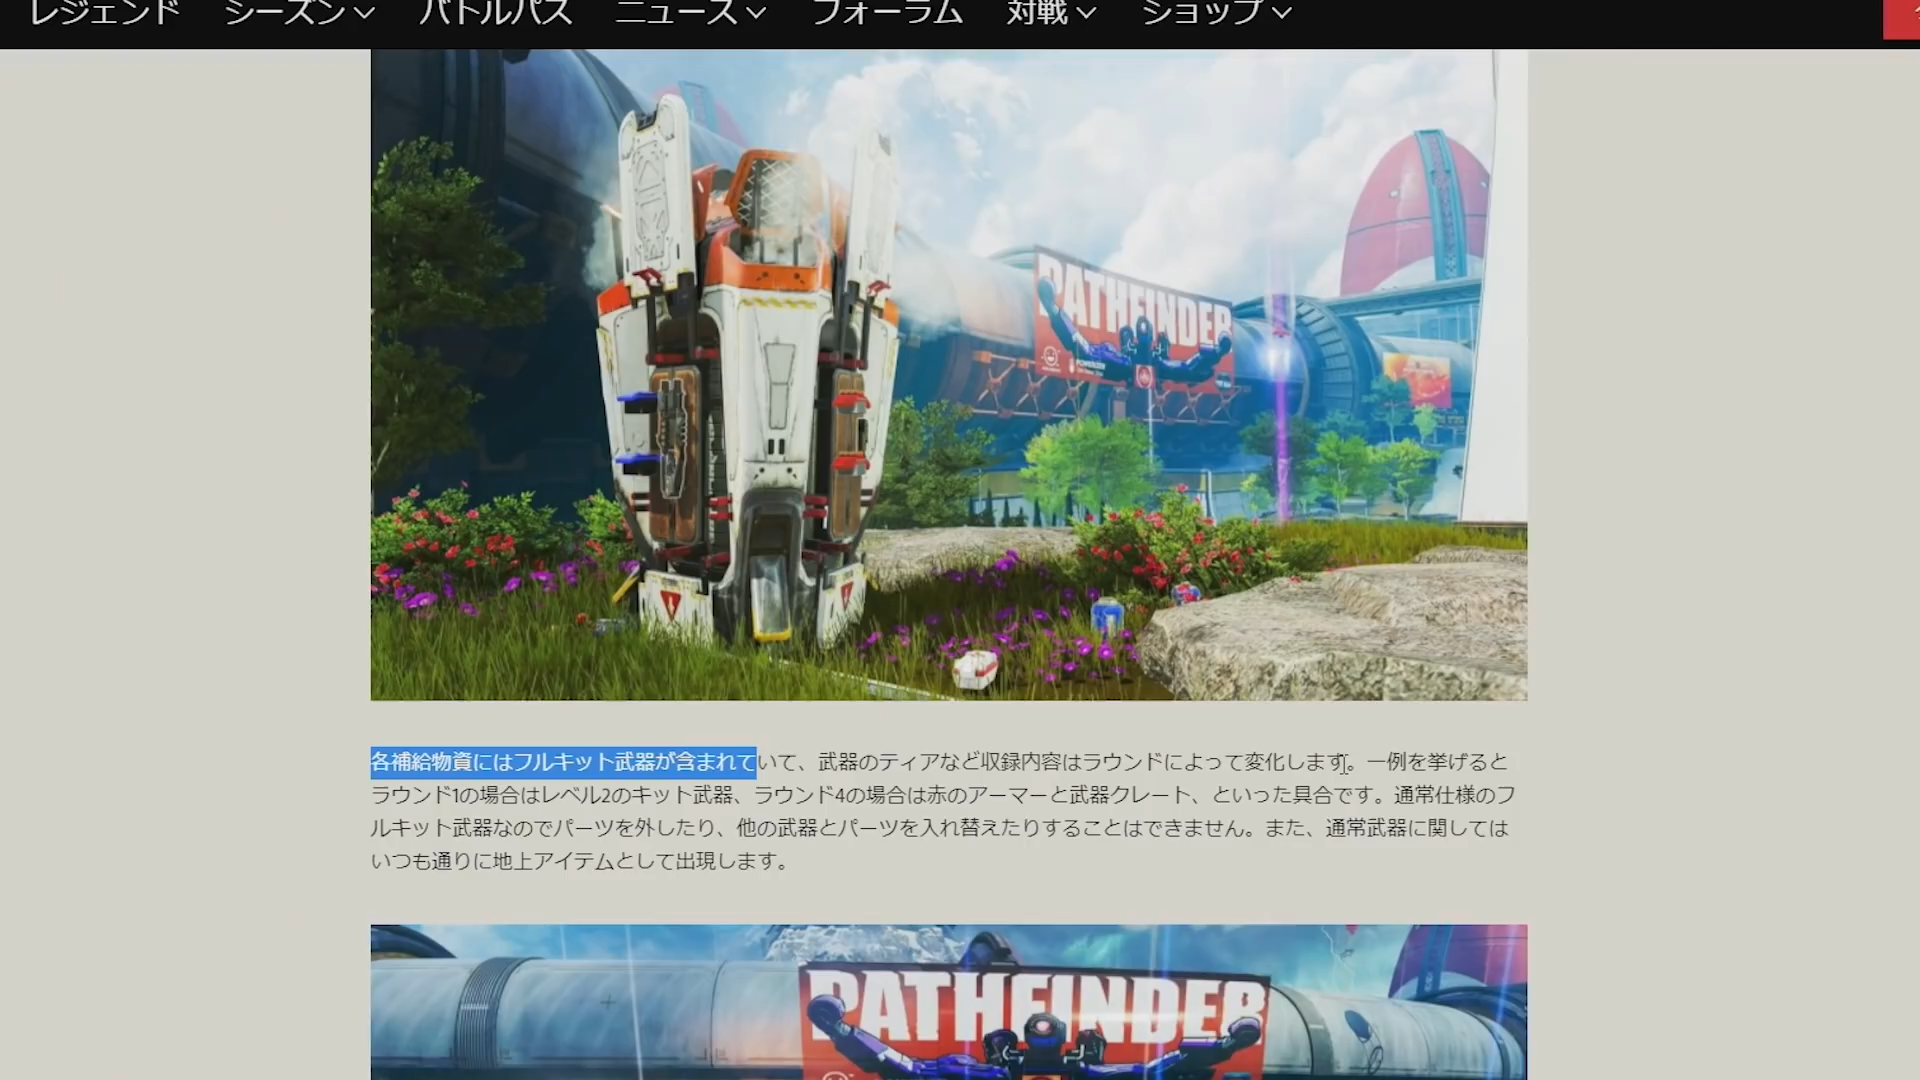 レジェンド シーズン バトルパス ニュース フォーラム 対戦 ショップ
PATHFINDER
各補給物資にはフルキット武器が含まれていて、武器のティアなど収録内容はラウンドによって変化します。一例を挙げると
ラウンド1の場合はレベル2のキット武器、ラウンド4の場合は赤のアーマーと武器クレート、といった具合です。通常仕様のフ
ルキット武器なのでパーツを外したり、他の武器とパーツを入れ替えたりすることはできません。また、通常武器に関しては
いつも通りに地上アイテムとして出現します。
PATHFINDER